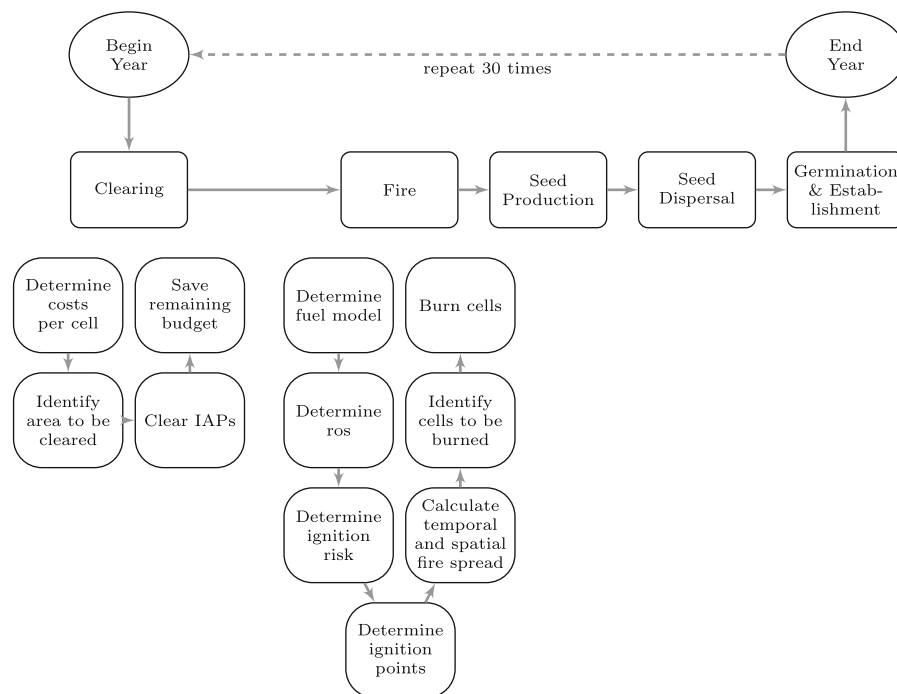 Begin
Year
End
Year
repeat 30 times
Clearing
Fire
Seed
Production
Seed
Dispersal
Germination
& Estab-
lishment
Determine
costs
per cell
Save
remaining
budget
Identify
area to be
cleared
Clear IAPs
Determine
fuel model
Burn cells
Determine
ros
Identify
cells to be
burned
Determine
ignition
risk
Calculate
temporal
and spatial
fire spread
Determine
ignition
points